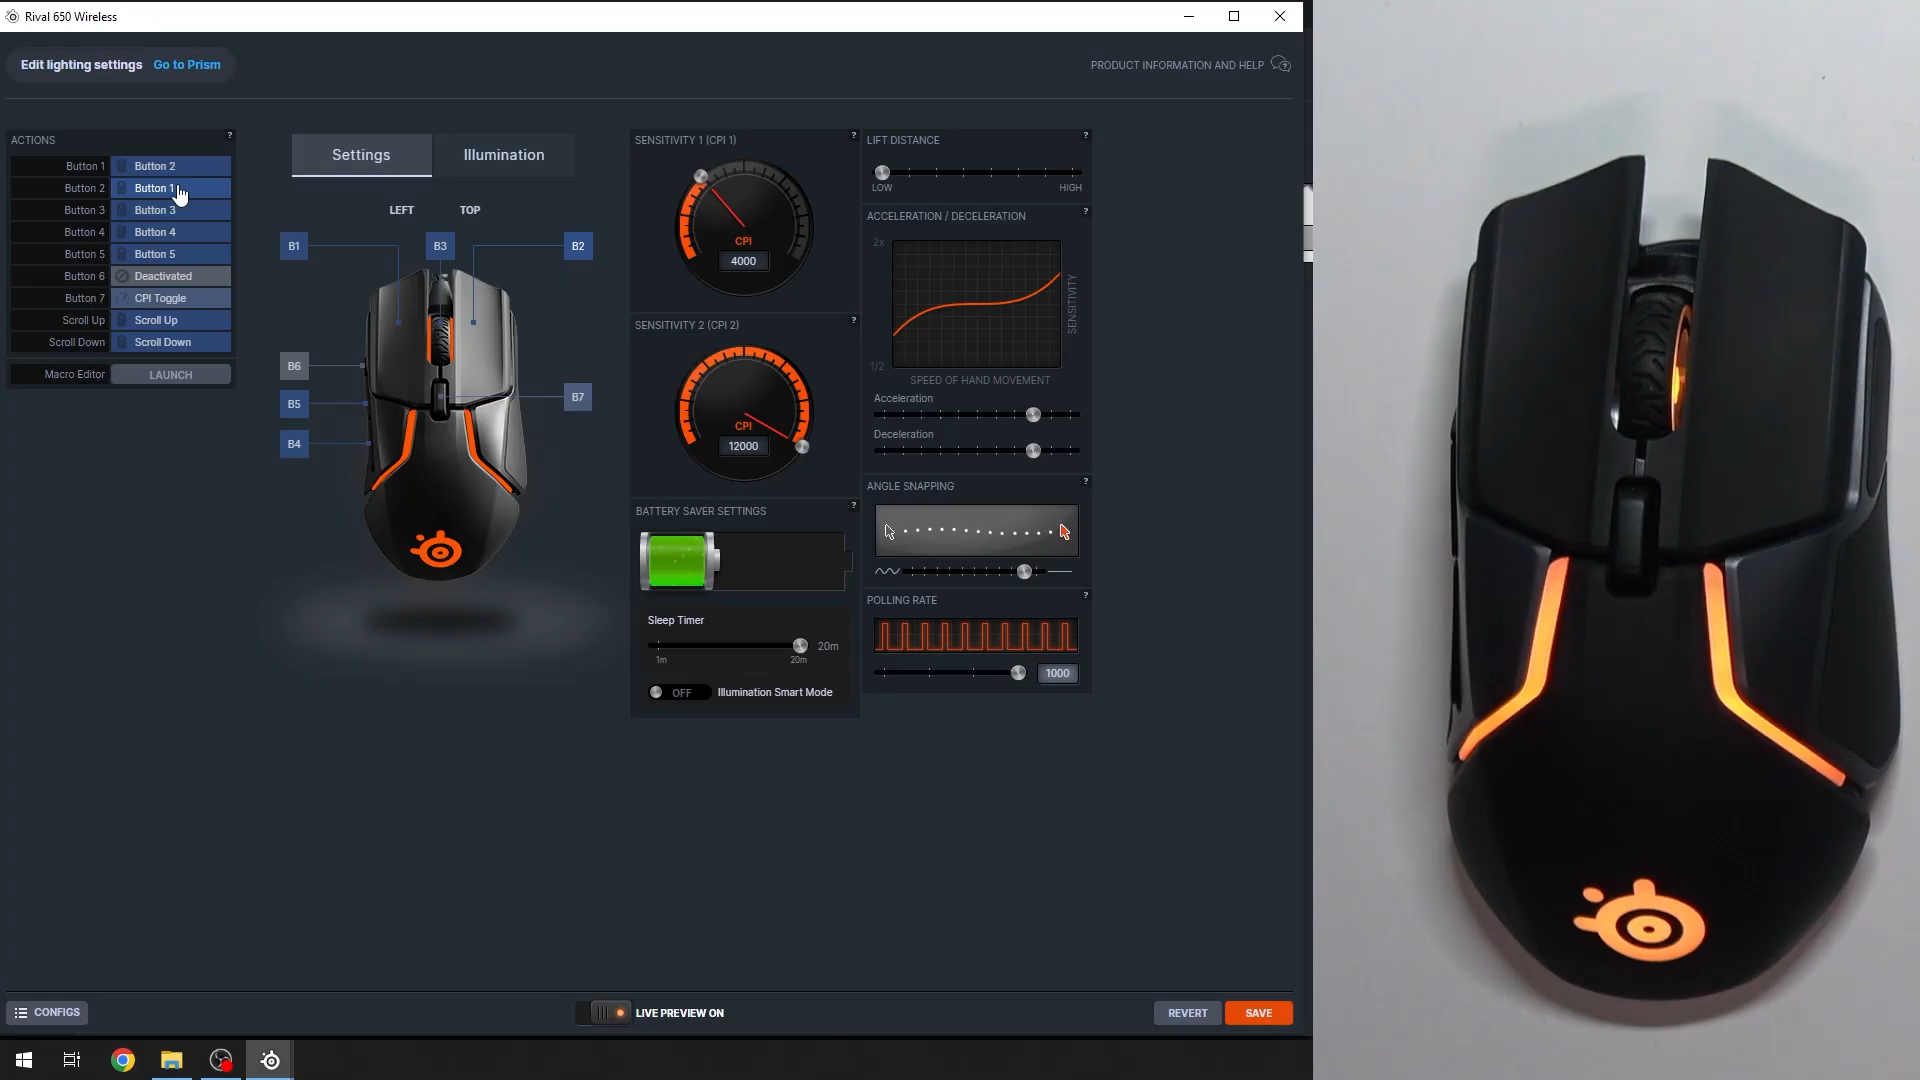 Rival 650 Wireless
Edit lighting settings Go to Prism
PRODUCT INFORMATION AND HELP
ACTIONS ?
Button 1 Button 2
Button 2 Button 1
Button 3 Button 3
Button 4 Button 4
Button 5 Button 5
Button 6 Deactivated
Button 7 CPI Toggle
Scroll Up Scroll Up
Scroll Down Scroll Down
Macro Editor LAUNCH
Settings Illumination
LEFT TOP
B1 B3 B2
B6
B5 B7
B4
SENSITIVITY 1 (CPI 1) ?
CPI
4000
SENSITIVITY 2 (CPI 2) ?
CPI
12000
BATTERY SAVER SETTINGS ?
Sleep Timer
20m
1m 20m
OFF Illumination Smart Mode
LIFT DISTANCE ?
LOW HIGH
ACCELERATION / DECELERATION ?
2x
SENSITIVITY
1/2
SPEED OF HAND MOVEMENT
Acceleration
Deceleration
ANGLE SNAPPING ?
POLLING RATE ?
1000
CONFIGS
LIVE PREVIEW ON
REVERT SAVE